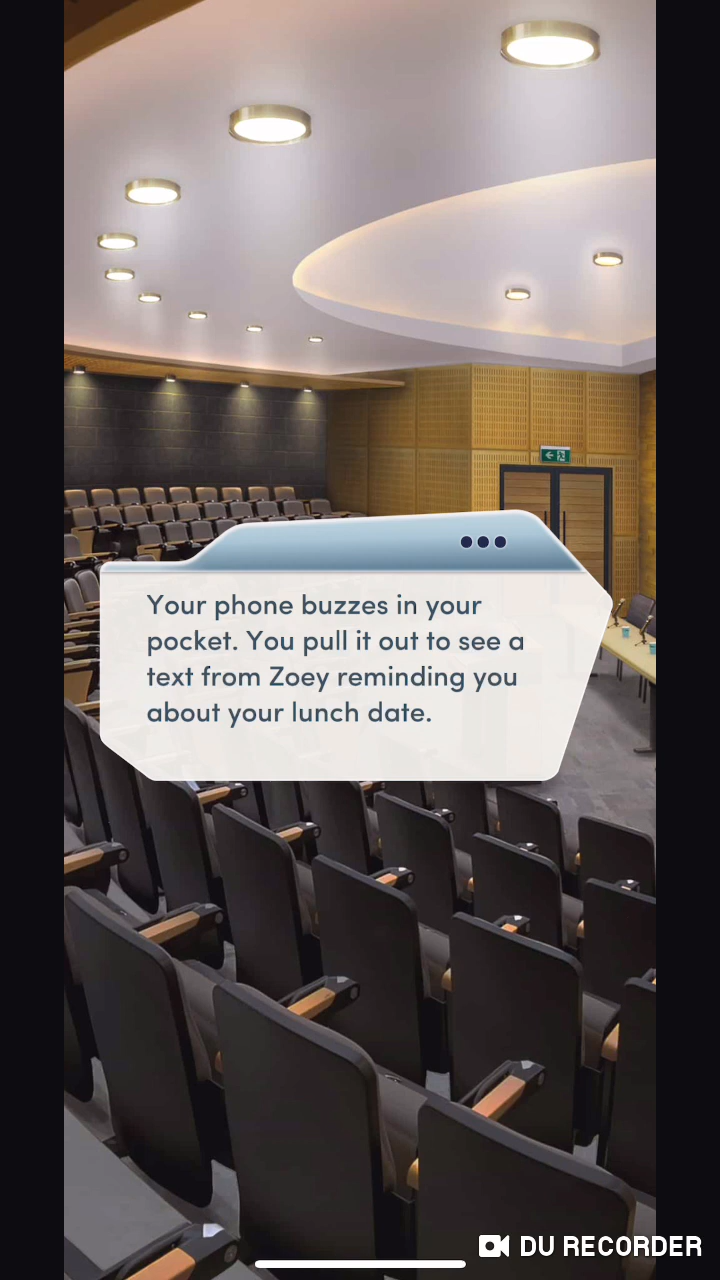 Your phone buzzes in your
pocket. You pull it out to see a
text from Zoey reminding you
about your lunch date.
DU RECORDER